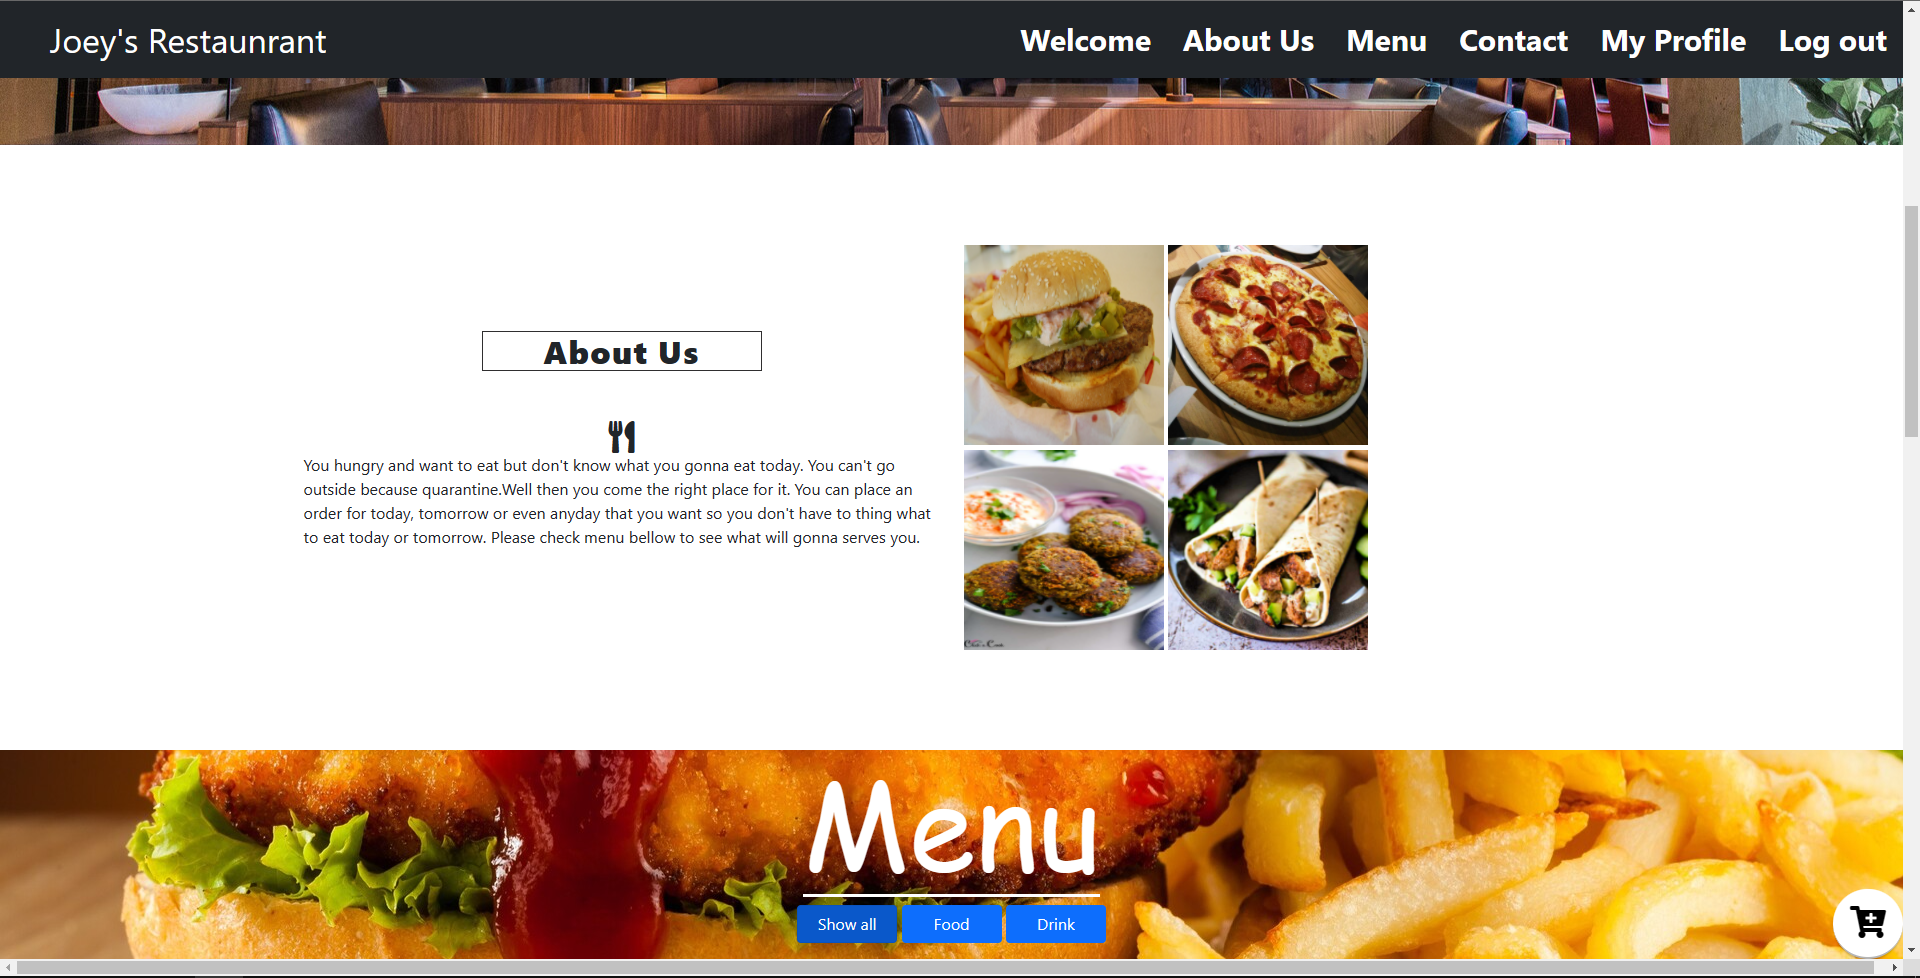 Joey's Restaunrant
Welcome About Us Menu Contact My Profile Log out
About Us
You hungry and want to eat but don't know what you gonna eat today. You can't go
outside because quarantine.Well then you come the right place for it. You can place an
order for today, tomorrow or even anyday that you want so you don't have to thing what
to eat today or tomorrow. Please check menu bellow to see what will gonna serves you.
Menu
Show all Food Drink